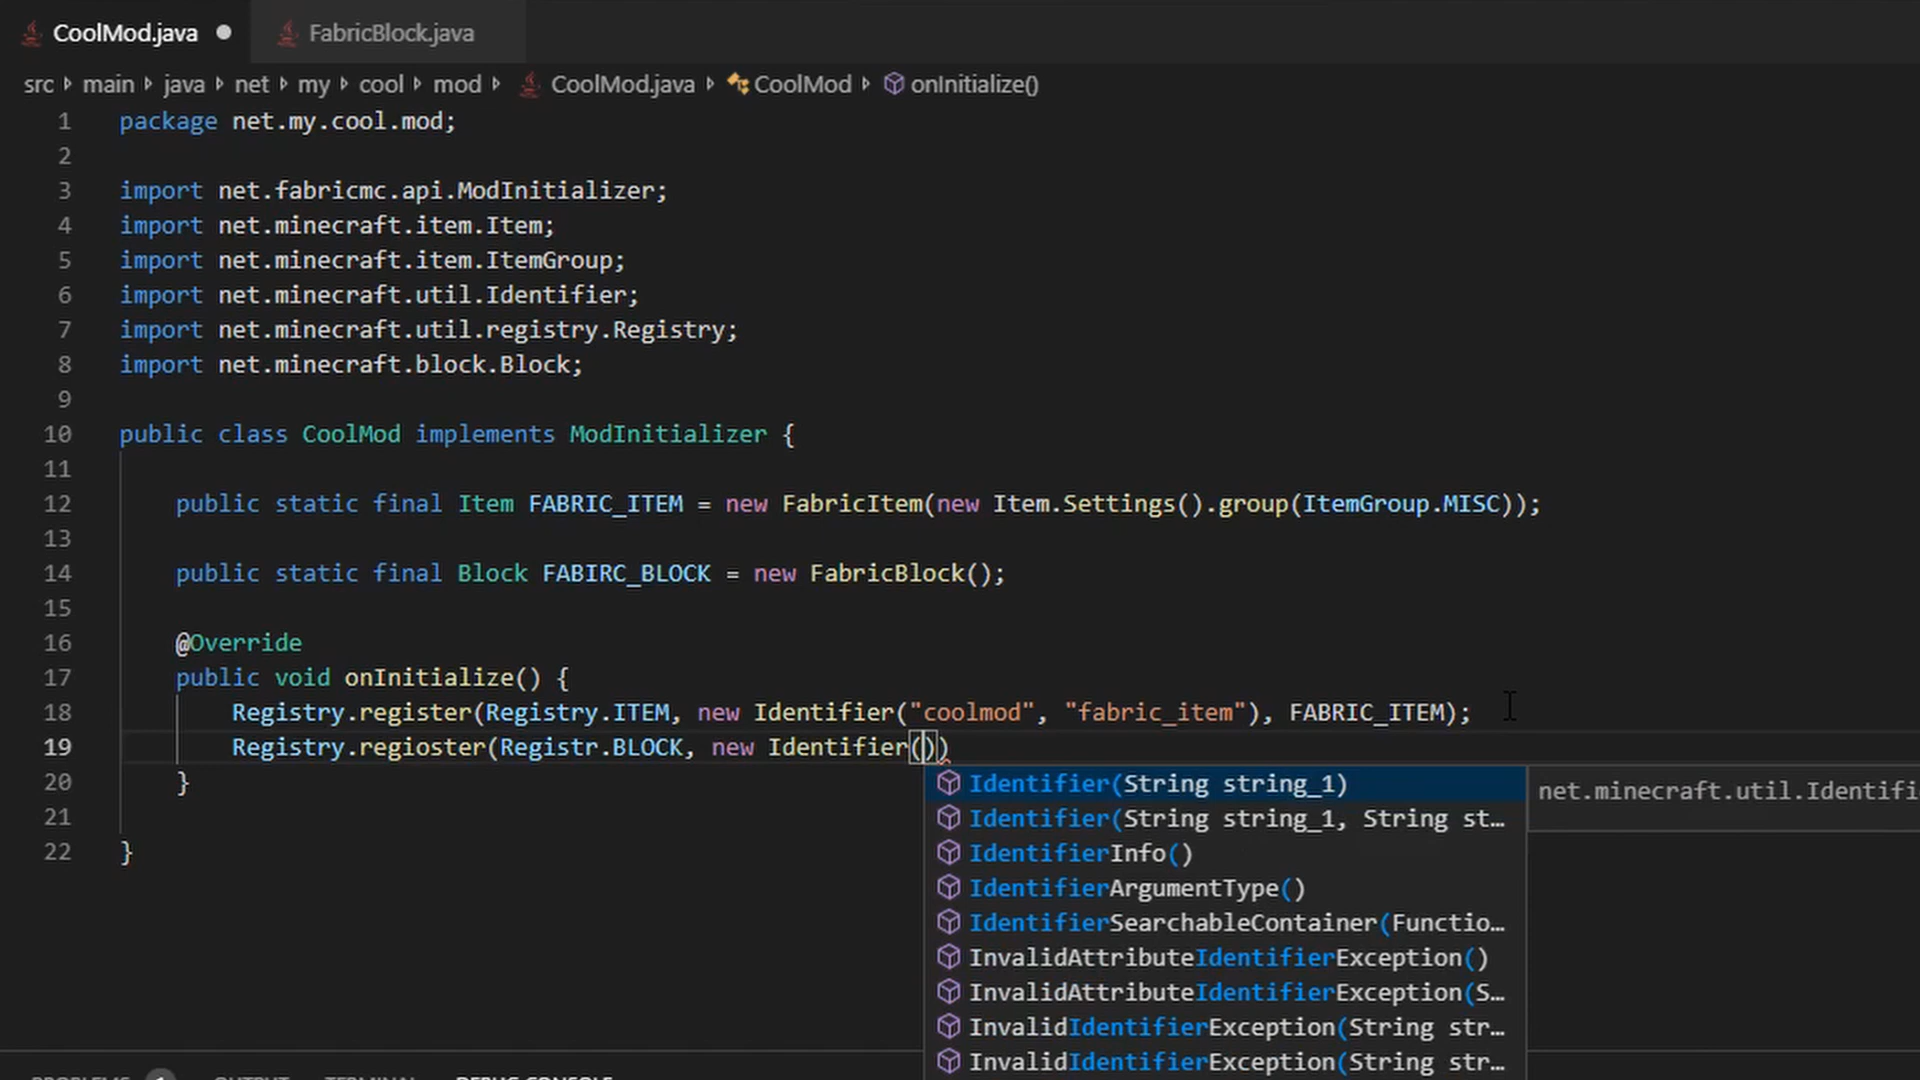 CoolMod.java
FabricBlock.java
src main java net my cool mod CoolMod.java CoolMod onInitialize()
1 package net.my.cool.mod;
2
3 import net.fabricmc.api.ModInitializer;
4 import net.minecraft.item.Item;
5 import net.minecraft.item.ItemGroup;
6 import net.minecraft.util.Identifier;
7 import net.minecraft.util.registry.Registry;
8 import net.minecraft.block.Block;
9
10 public class CoolMod implements ModInitializer {
11
12 public static final Item FABRIC_ITEM = new FabricItem(new Item.Settings().group(ItemGroup.MISC));
13
14 public static final Block FABIRC_BLOCK = new FabricBlock();
15
16 @Override
17 public void onInitialize() {
18 Registry.register(Registry.ITEM, new Identifier("coolmod", "fabric_item"), FABRIC_ITEM);
19 Registry.regioster(Registr.BLOCK, new Identifier())
20 }
21
22 }
Identifier(String string_1)
net.minecraft.util.Identifi
Identifier(String string_1, String st…
IdentifierInfo()
IdentifierArgumentType()
IdentifierSearchableContainer(Functio…
InvalidAttributeIdentifierException()
InvalidAttributeIdentifierException(S…
InvalidIdentifierException(String str…
InvalidIdentifierException(String str…
PROBLEMS 1 OUTPUT TERMINAL DEBUG CONSOLE